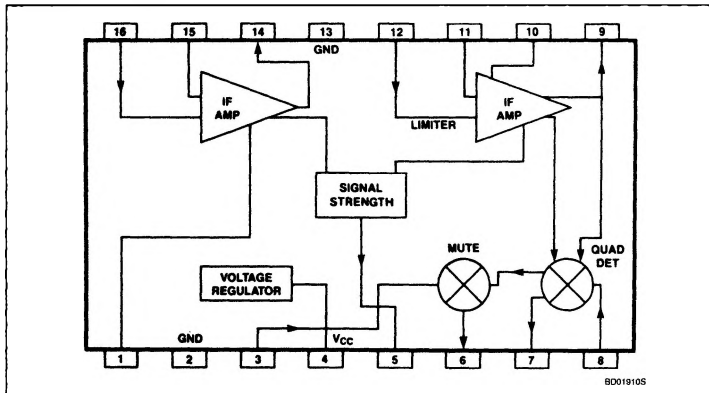 16 15 14 13 12 11 10 9
GND
IF
AMP
IF
AMP
LIMITER
SIGNAL
STRENGTH
MUTE
QUAD
DET
VOLTAGE
REGULATOR
GND
VCC
1 2 3 4 5 6 7 8
BD01910S